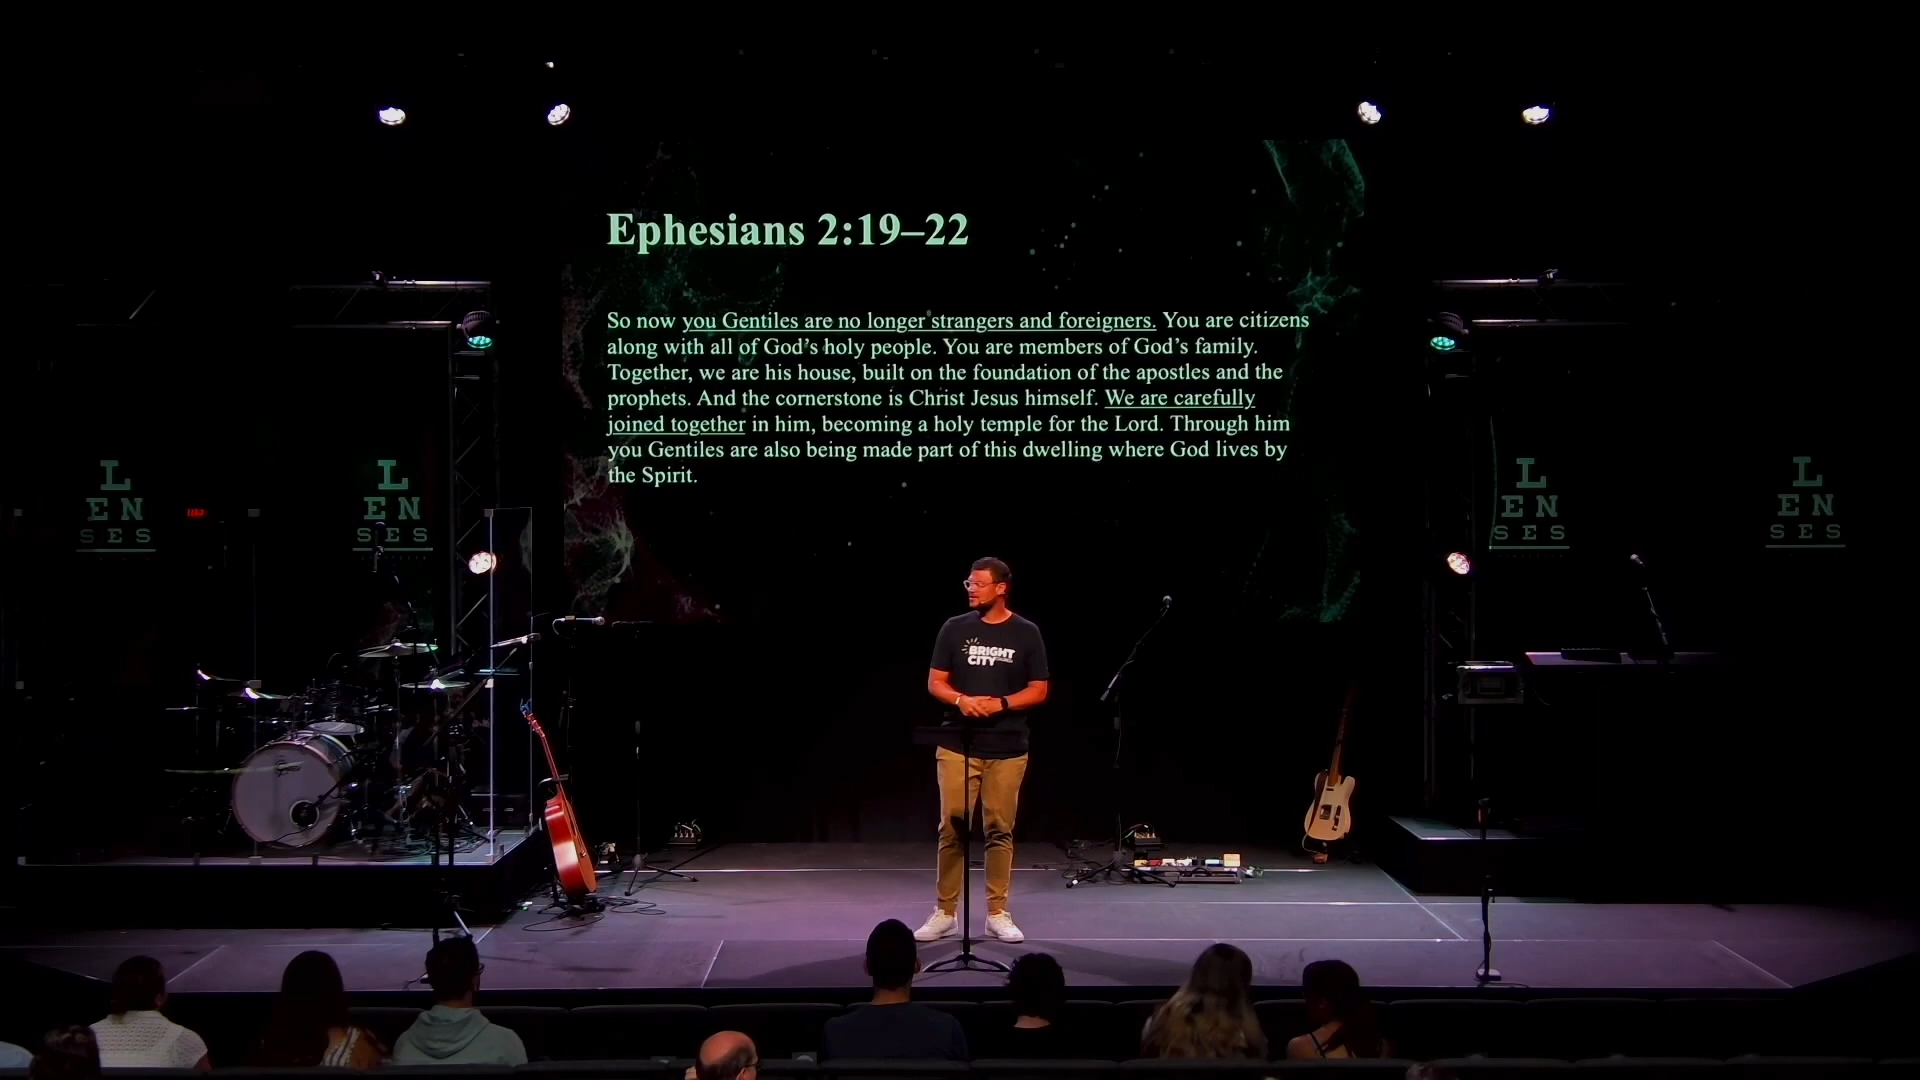 Ephesians 2:19–22
So now you Gentiles are no longer strangers and foreigners. You are citizens
along with all of God's holy people. You are members of God's family.
Together, we are his house, built on the foundation of the apostles and the
prophets. And the cornerstone is Christ Jesus himself. We are carefully
joined together in him, becoming a holy temple for the Lord. Through him
you Gentiles are also being made part of this dwelling where God lives by
the Spirit.
L
EN
SES
L
EN
SES
L
EN
SES
L
EN
SES
BRIGHT
CITY